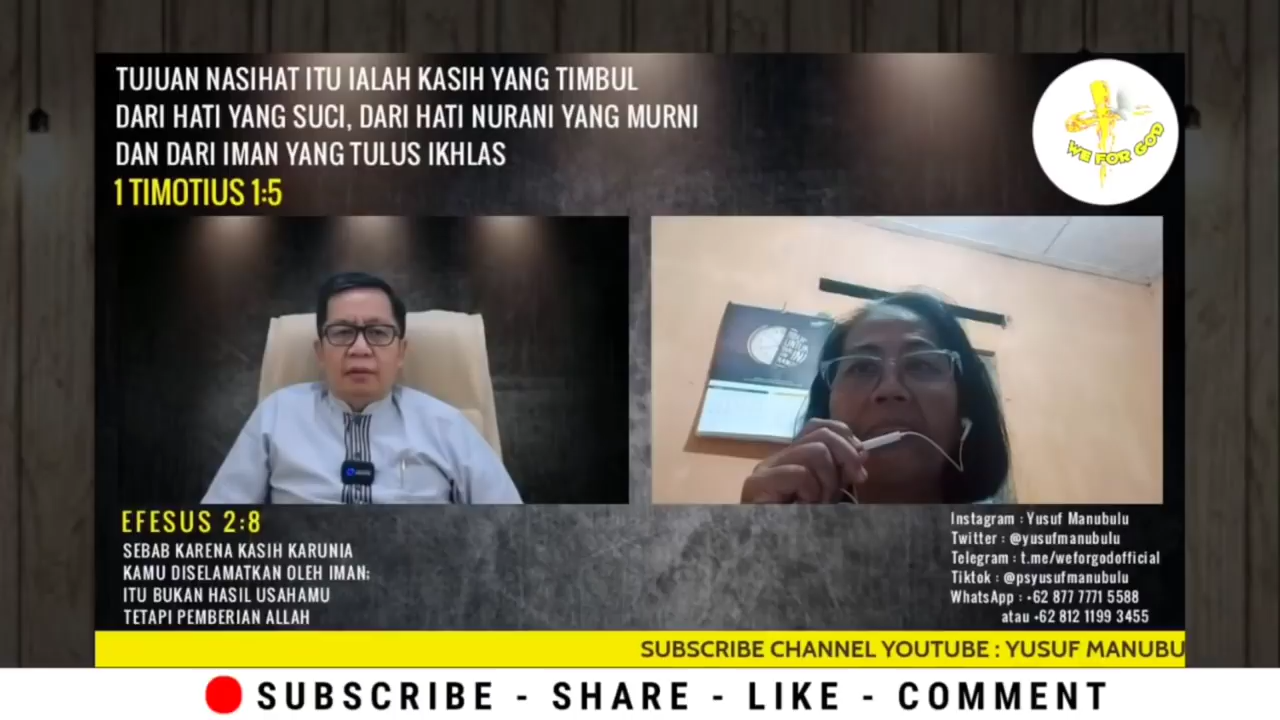 TUJUAN NASIHAT ITU IALAH KASIH YANG TIMBUL
DARI HATI YANG SUCI, DARI HATI NURANI YANG MURNI
DAN DARI IMAN YANG TULUS IKHLAS
1 TIMOTIUS 1:5
WE FOR GOD
EFESUS 2:8
SEBAB KARENA KASIH KARUNIA
KAMU DISELAMATKAN OLEH IMAN;
ITU BUKAN HASIL USAHAMU
TETAPI PEMBERIAN ALLAH
Instagram : Yusuf Manubulu
Twitter : @yusufmanubulu
Telegram : t.me/weforgodofficial
Tiktok : @psyusufmanubulu
WhatsApp : +62 877 7771 5588
atau +62 812 1199 3455
SUBSCRIBE CHANNEL YOUTUBE : YUSUF MANUBU
SUBSCRIBE - SHARE - LIKE - COMMENT